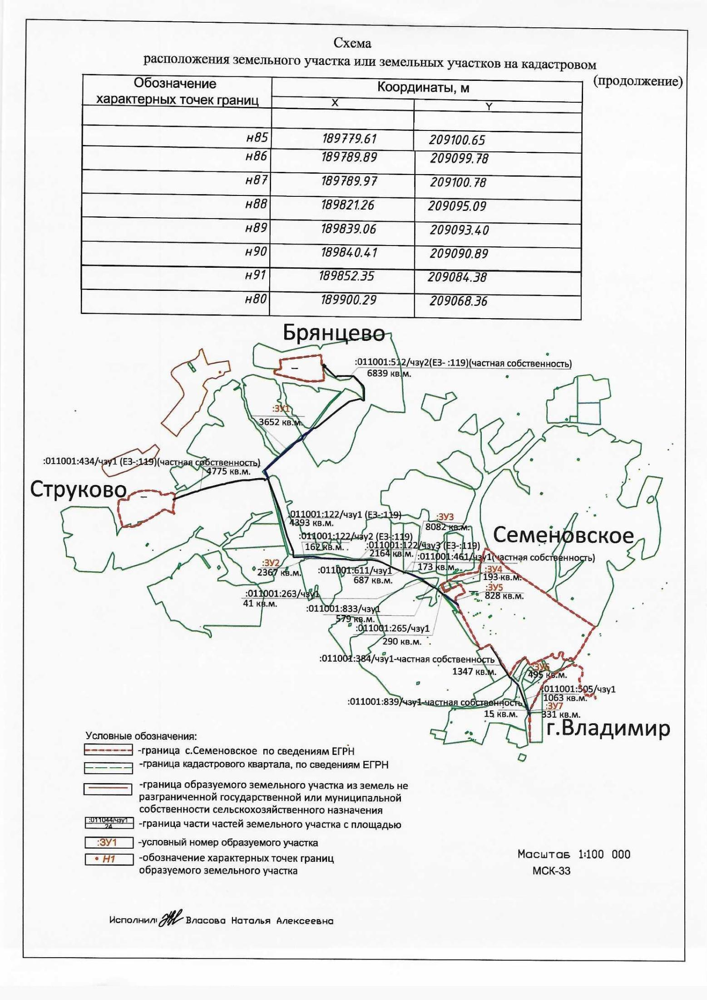 Схема
расположения земельного участка или земельных участков на кадастровом
(продолжение)
Обозначение
характерных точек границ
Координаты, м
X
Y
н85 189779.61 209100.65
н86 189789.89 209099.78
н87 189789.97 209100.78
н88 189821.26 209095.09
н89 189839.06 209093.40
н90 189840.41 209090.89
н91 189852.35 209084.38
н80 189900.29 209068.36
Брянцево
:011001:512/чзу2(ЕЗ- :119)(частная собственность)
6839 кв.м.
:ЗУ1
3652 кв.м.
:011001:434/чзу1 (ЕЗ-:119)(частная собственность)
4775 кв.м.
Струково
:011001:122/чзу1 (ЕЗ-:119)
4393 кв.м.
:ЗУ3
8082 кв.м.
Семеновское
:011001:122/чзу2 (ЕЗ-:119)
162 кв.м.
:011001:122/чзу3 (ЕЗ-:119)
2164 кв.м.
:011001:461/чзу1(частная собственность)
173 кв.м.
:ЗУ2
2367 кв.м.
:011001:611/чзу1
687 кв.м.
:ЗУ4
193 кв.м.
:ЗУ5
828 кв.м.
:011001:263/чзу1
41 кв.м.
:011001:833/чзу1
579 кв.м.
:011001:265/чзу1
290 кв.м.
:011001:384/чзу1-частная собственность
1347 кв.м.
:ЗУ6
495 кв.м.
:011001:505/чзу1
1063 кв.м.
:011001:839/чзу1-частная собственность
15 кв.м.
:ЗУ7
331 кв.м.
г.Владимир
Условные обозначения:
-граница с.Семеновское по сведениям ЕГРН
-граница кадастрового квартала, по сведениям ЕГРН
-граница образуемого земельного участка из земель не
разграниченной государственной или муниципальной
собственности сельскохозяйственного назначения
:011044/чзу1
24
-граница части частей земельного участка с площадью
:ЗУ1
-условный номер образуемого участка
Н1
-обозначение характерных точек границ
образуемого земельного участка
Масштаб 1:100 000
МСК-33
Исполнил Власова Наталья Алексеевна